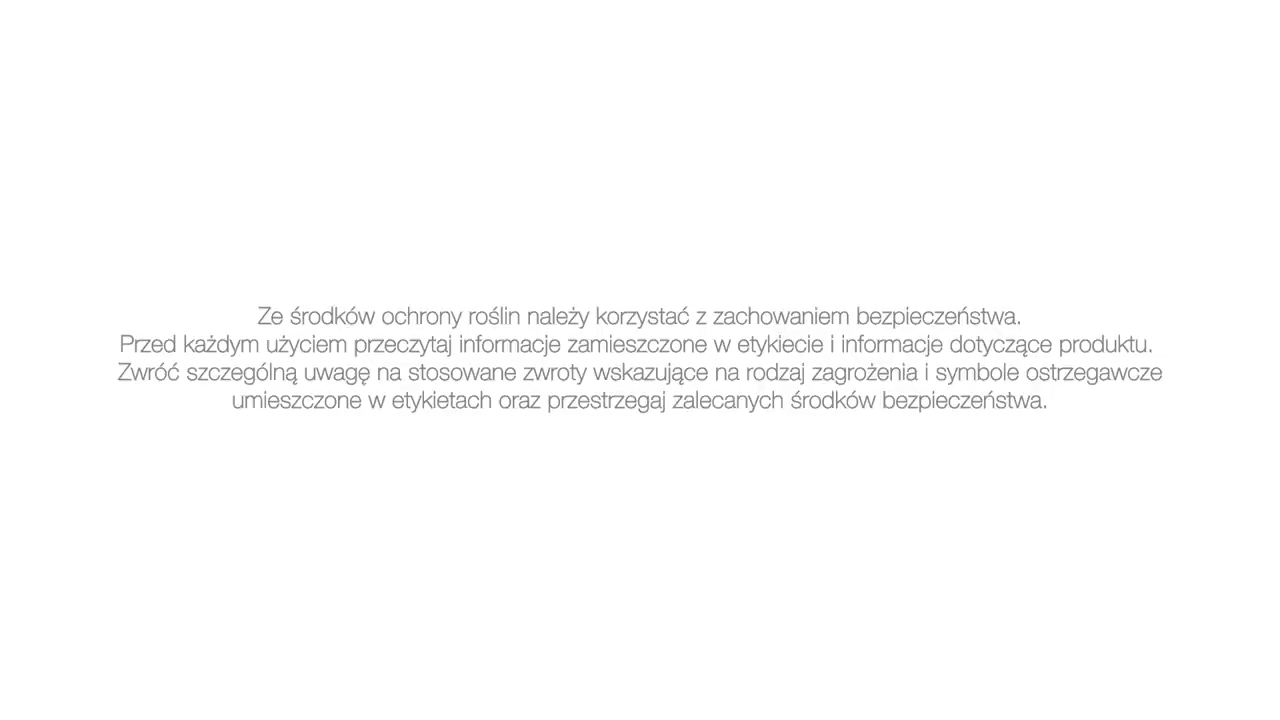 Ze środków ochrony roślin należy korzystać z zachowaniem bezpieczeństwa.
Przed każdym użyciem przeczytaj informacje zamieszczone w etykiecie i informacje dotyczące produktu.
Zwróć szczególną uwagę na stosowane zwroty wskazujące na rodzaj zagrożenia i symbole ostrzegawcze
umieszczone w etykietach oraz przestrzegaj zalecanych środków bezpieczeństwa.